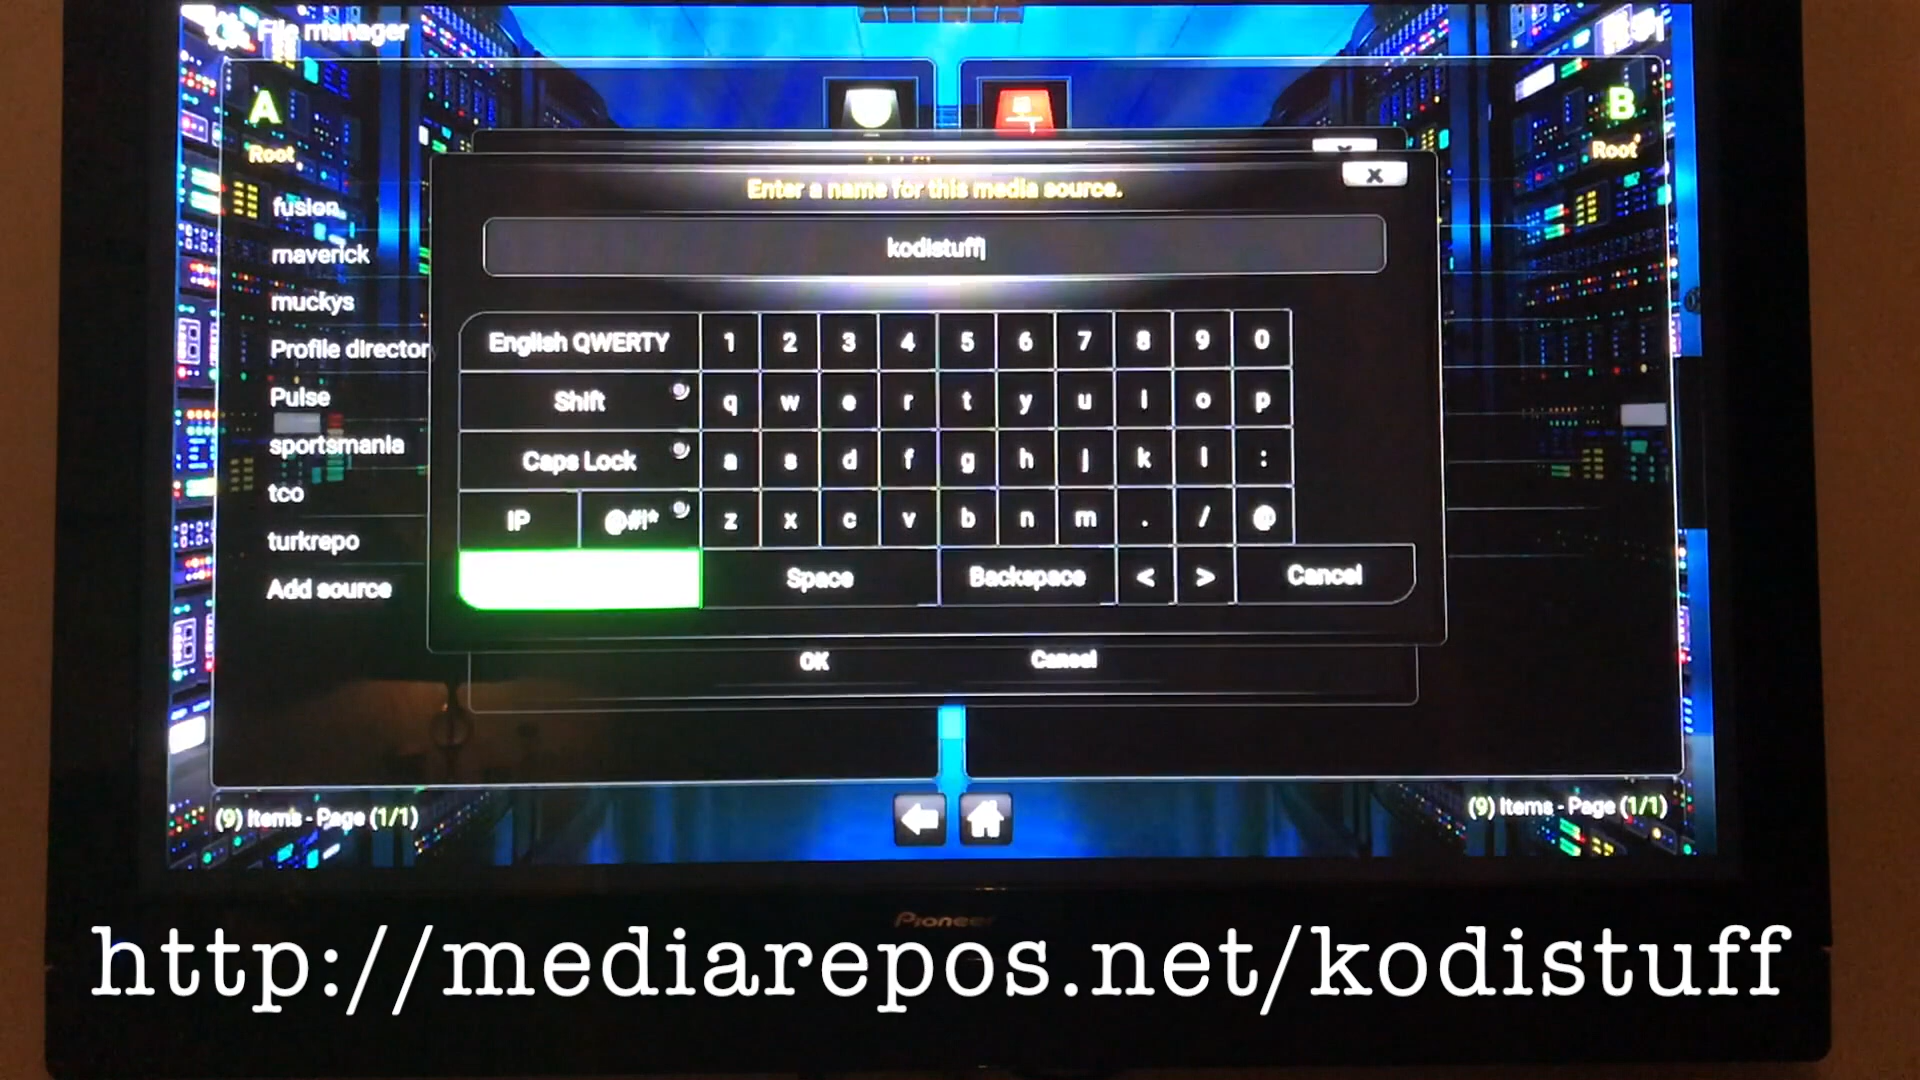 File manager
A
B
Root
Root
Enter a name for this media source.
x
kodistuff
fusion
maverick
muckys
Profile director
Pulse
sportsmania
tco
turkrepo
Add source
English QWERTY 1 2 3 4 5 6 7 8 9 0
Shift q w e r t y u i o p
Caps Lock a s d f g h j k l :
IP @#!* z x c v b n m . / @
Space Backspace < > Cancel
OK Cancel
(9) Items - Page (1/1)
(9) Items - Page (1/1)
Pioneer
http://mediarepos.net/kodistuff